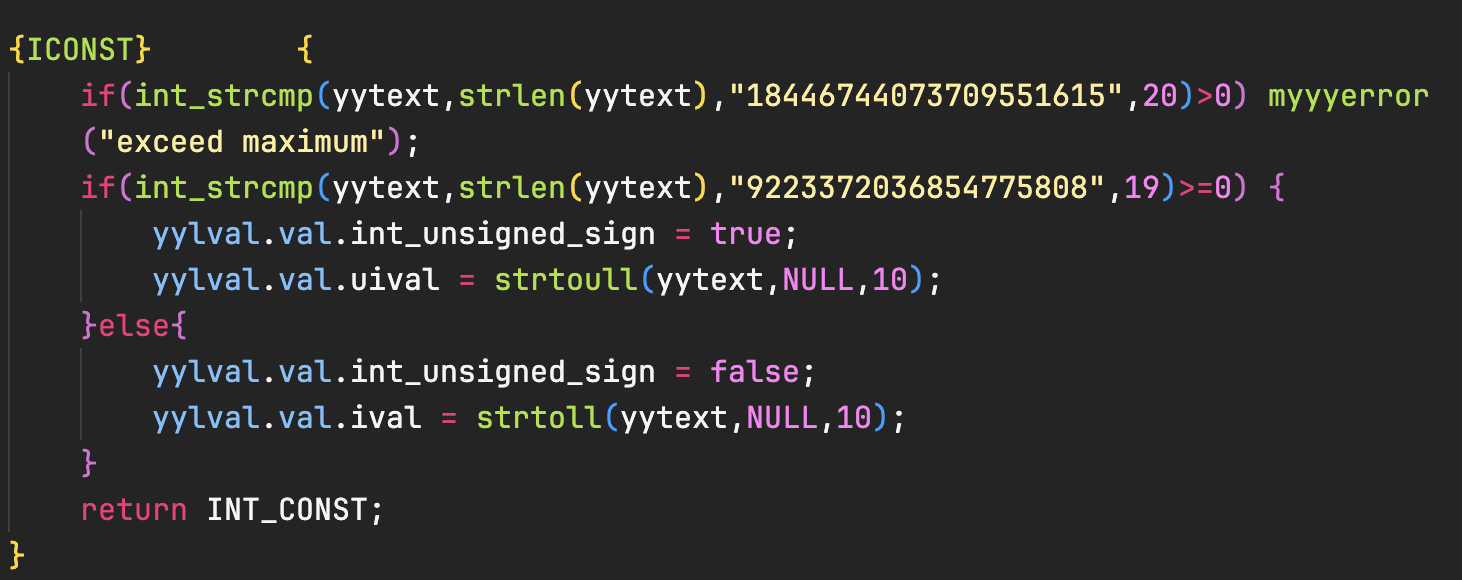 {ICONST}        {
    if(int_strcmp(yytext,strlen(yytext),"18446744073709551615",20)>0) myyyerror
    ("exceed maximum");
    if(int_strcmp(yytext,strlen(yytext),"9223372036854775808",19)>=0) {
        yylval.val.int_unsigned_sign = true;
        yylval.val.uival = strtoull(yytext,NULL,10);
    }else{
        yylval.val.int_unsigned_sign = false;
        yylval.val.ival = strtoll(yytext,NULL,10);
    }
    return INT_CONST;
}